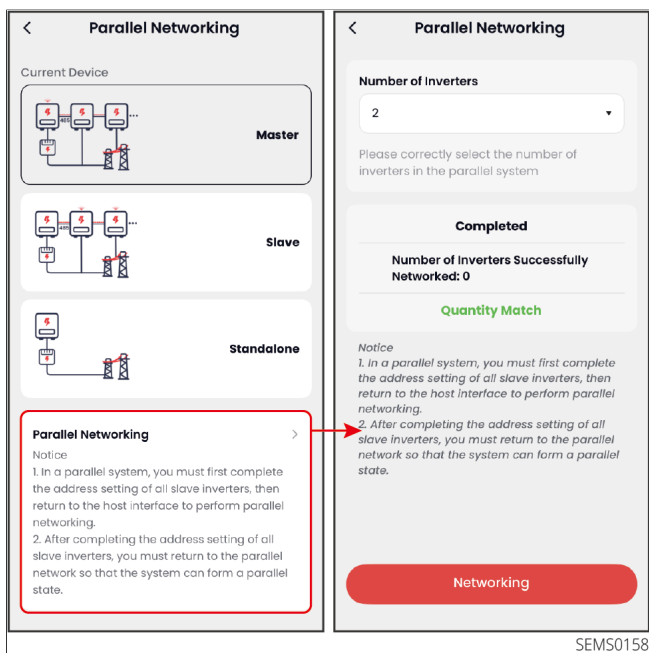 Parallel Networking
Current Device
485
Master
485
Slave
Standalone
Parallel Networking
Notice
1. In a parallel system, you must first complete
the address setting of all slave inverters, then
return to the host interface to perform parallel
networking.
2. After completing the address setting of all
slave inverters, you must return to the parallel
network so that the system can form a parallel
state.
Parallel Networking
Number of Inverters
2
Please correctly select the number of
inverters in the parallel system
Completed
Number of Inverters Successfully
Networked: 0
Quantity Match
Notice
1. In a parallel system, you must first complete
the address setting of all slave inverters, then
return to the host interface to perform parallel
networking.
2. After completing the address setting of all
slave inverters, you must return to the parallel
network so that the system can form a parallel
state.
Networking
SEMS0158